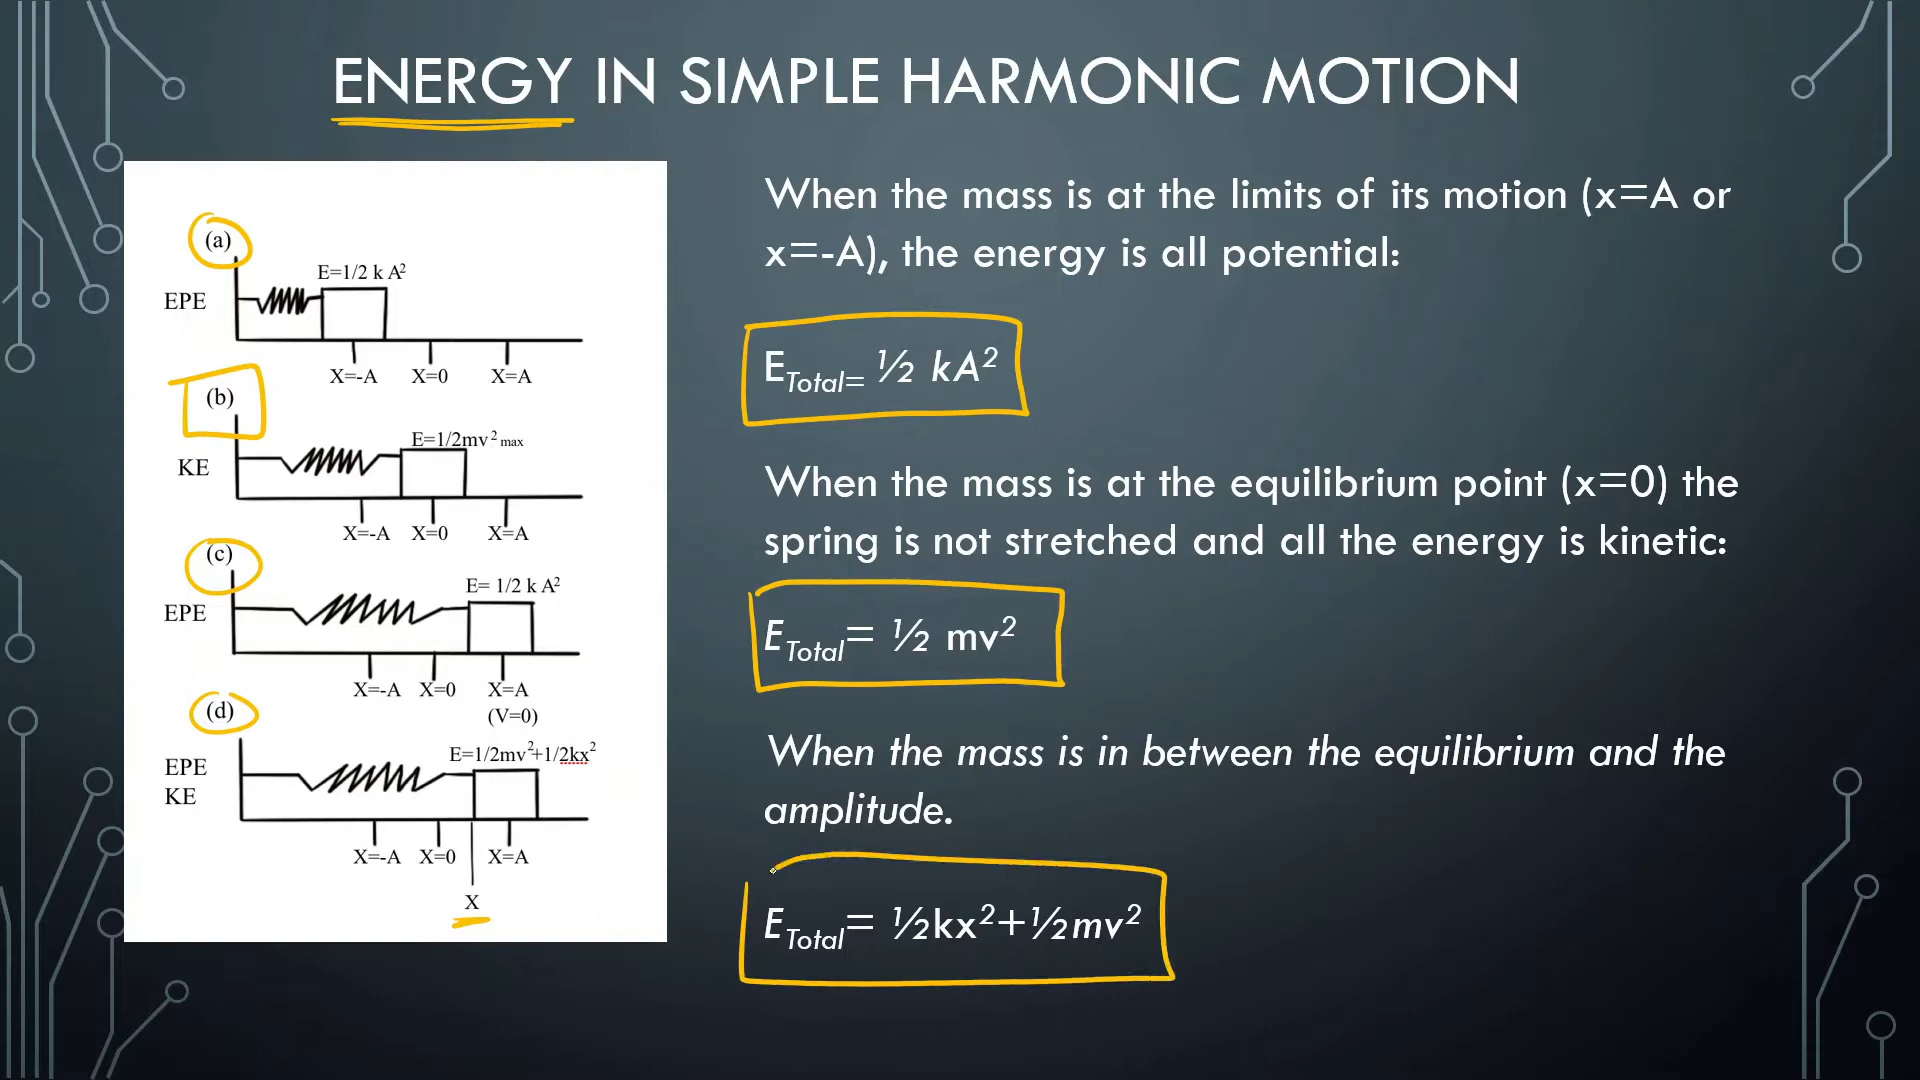 ENERGY IN SIMPLE HARMONIC MOTION
(a)
E=1/2 k A²
EPE
X=-A X=0 X=A
(b)
E=1/2mv² max
KE
X=-A X=0 X=A
(c)
E= 1/2 k A²
EPE
X=-A X=0 X=A
(V=0)
(d)
E=1/2mv²+1/2kx²
EPE
KE
X=-A X=0 X=A
X
When the mass is at the limits of its motion (x=A or
x=-A), the energy is all potential:
E_Total= ½ kA²
When the mass is at the equilibrium point (x=0) the
spring is not stretched and all the energy is kinetic:
E_Total= ½ mv²
When the mass is in between the equilibrium and the
amplitude.
E_Total= ½kx²+½mv²